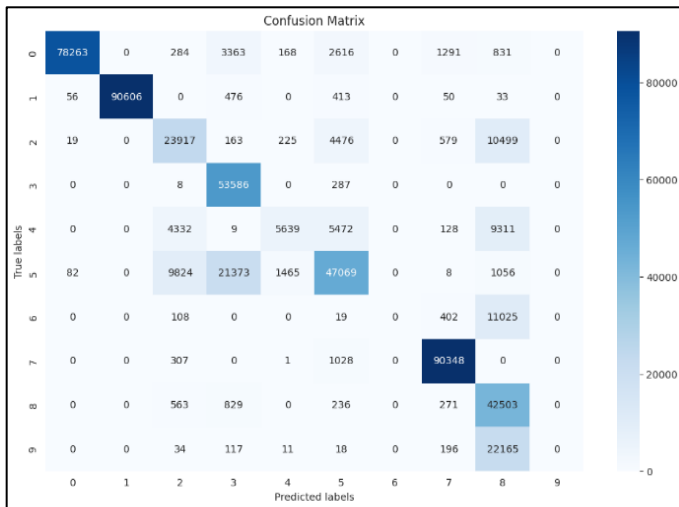 Confusion Matrix
0 78263 0 284 3363 168 2616 0 1291 831 0
1 56 90606 0 476 0 413 0 50 33 0
2 19 0 23917 163 225 4476 0 579 10499 0
3 0 0 8 53586 0 287 0 0 0 0
4 0 0 4332 9 5639 5472 0 128 9311 0
5 82 0 9824 21373 1465 47069 0 8 1056 0
6 0 0 108 0 0 19 0 402 11025 0
7 0 0 307 0 1 1028 0 90348 0 0
8 0 0 563 829 0 236 0 271 42503 0
9 0 0 34 117 11 18 0 196 22165 0
0 1 2 3 4 5 6 7 8 9
Predicted labels
True labels
80000
60000
40000
20000
0